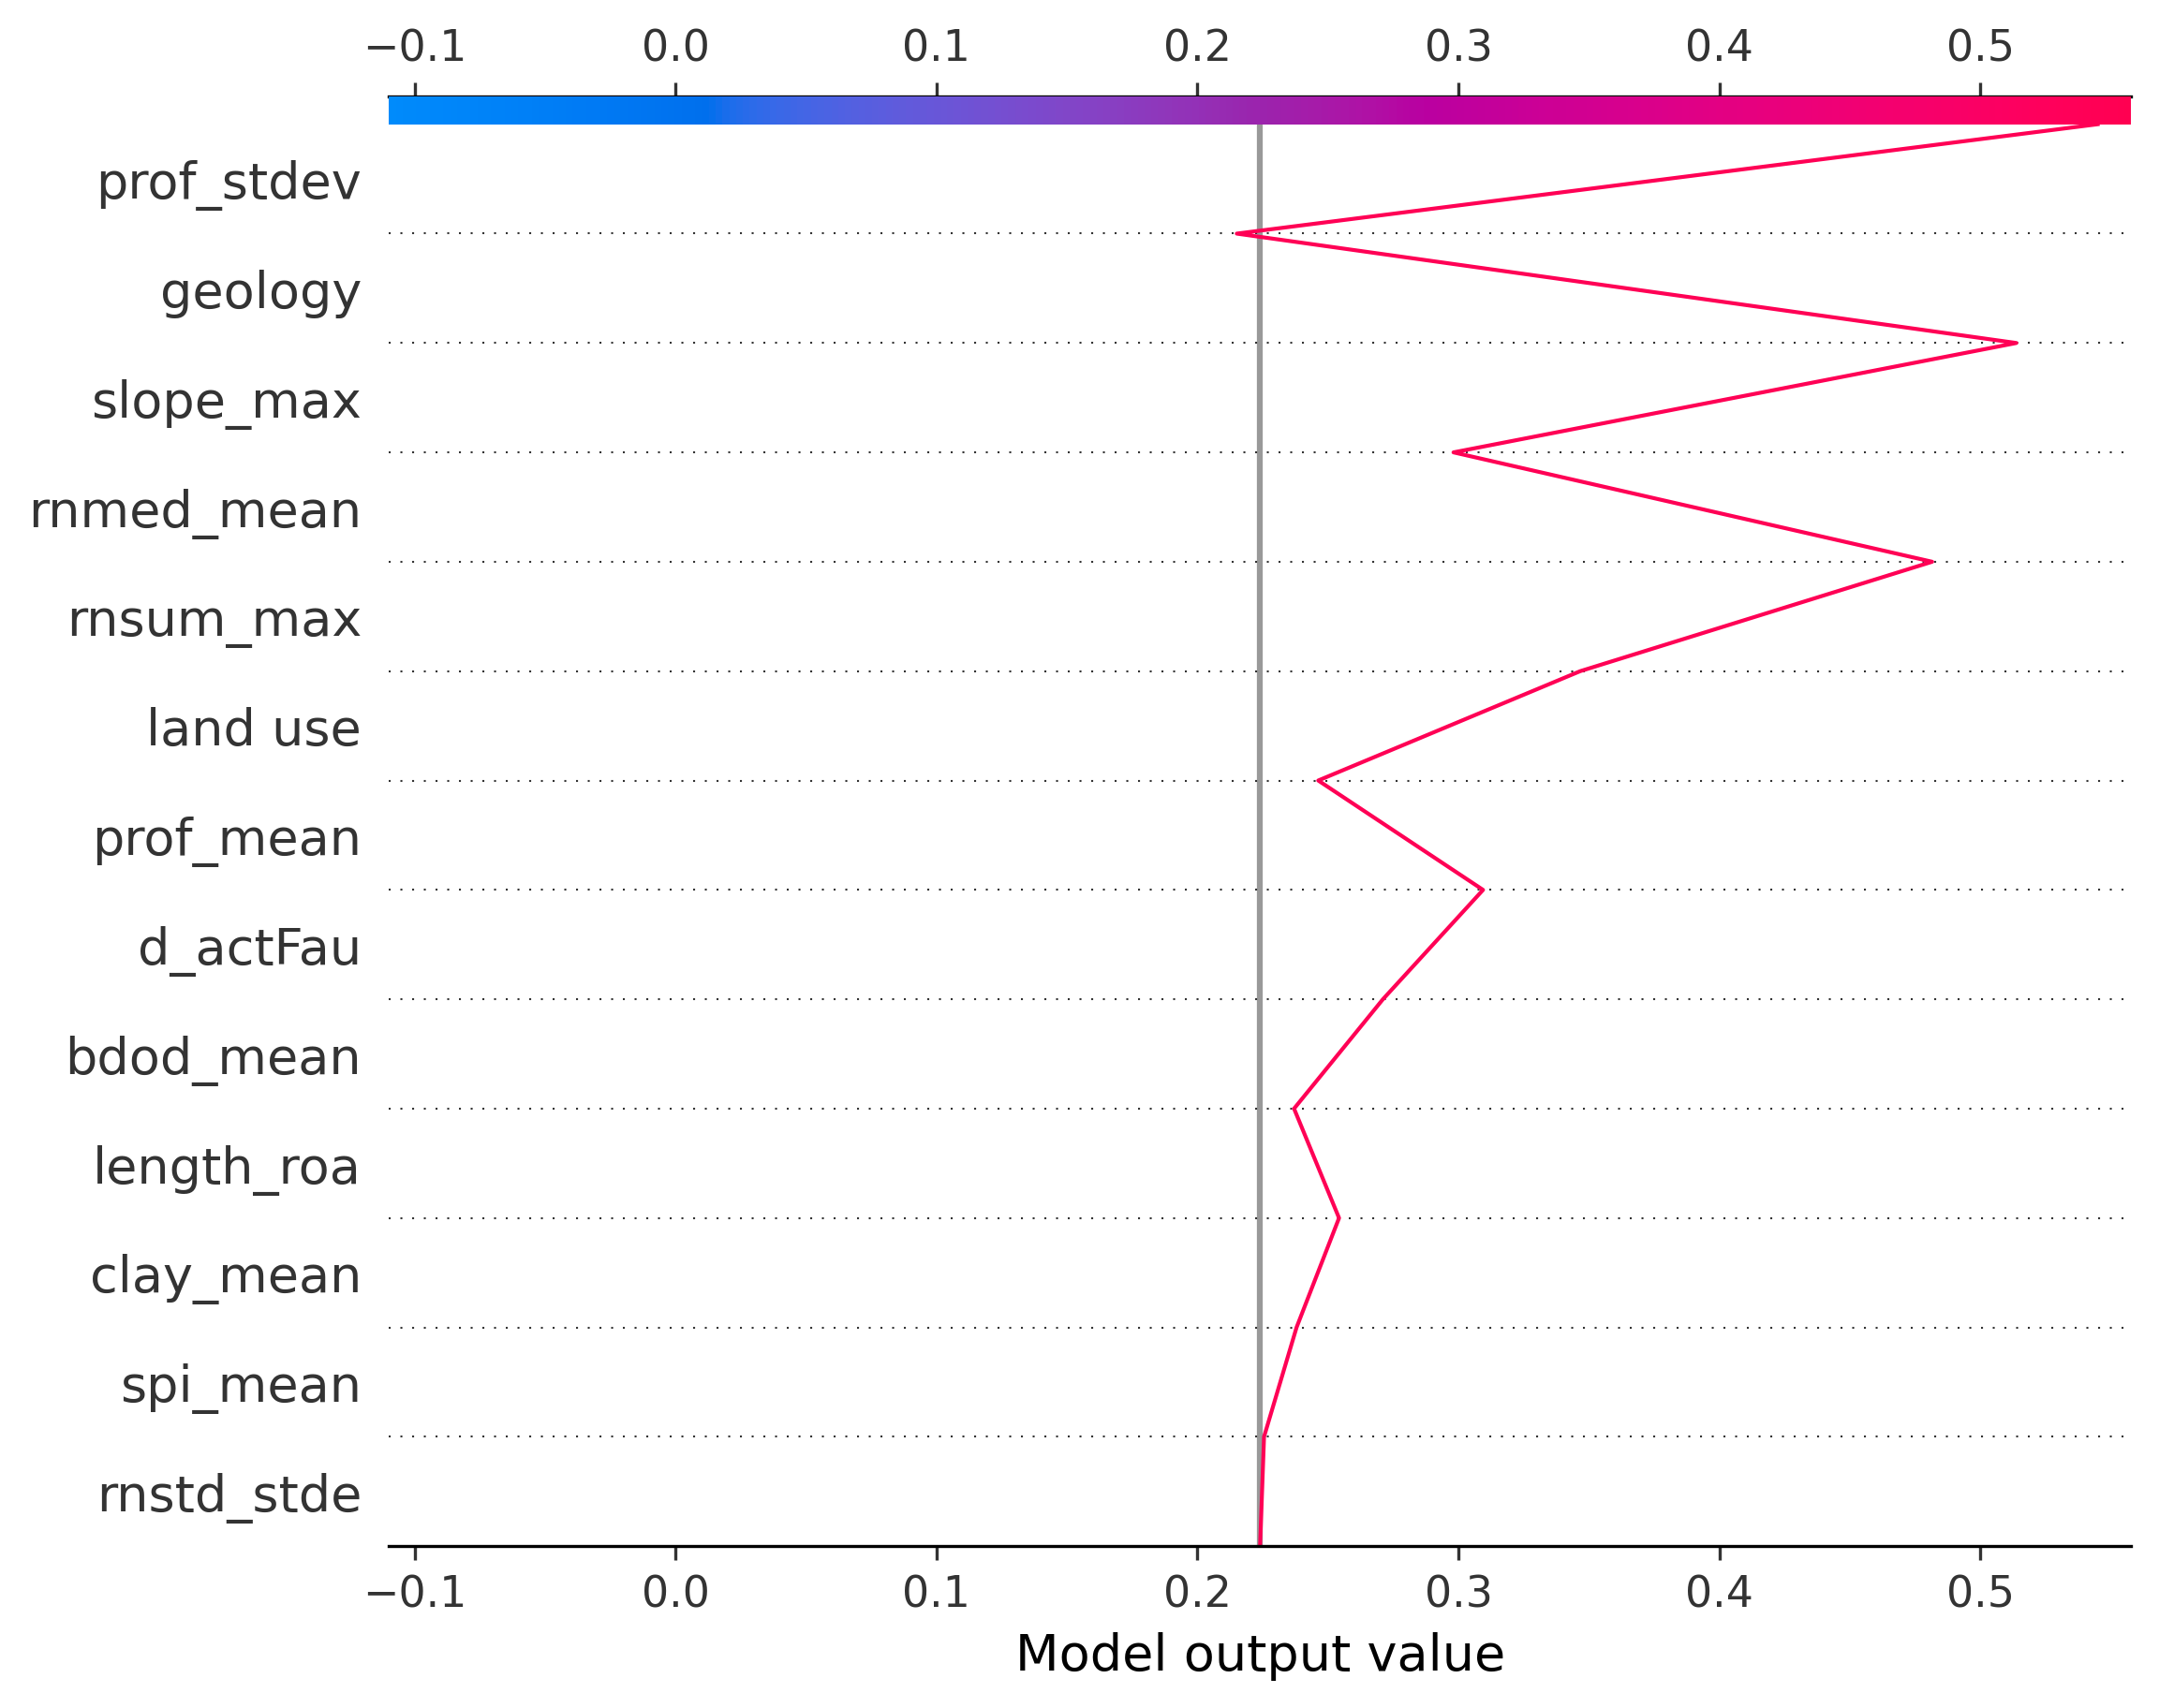 −0.1 0.0 0.1 0.2 0.3 0.4 0.5
prof_stdev
geology
slope_max
rnmed_mean
rnsum_max
land use
prof_mean
d_actFau
bdod_mean
length_roa
clay_mean
spi_mean
rnstd_stde
−0.1 0.0 0.1 0.2 0.3 0.4 0.5
Model output value